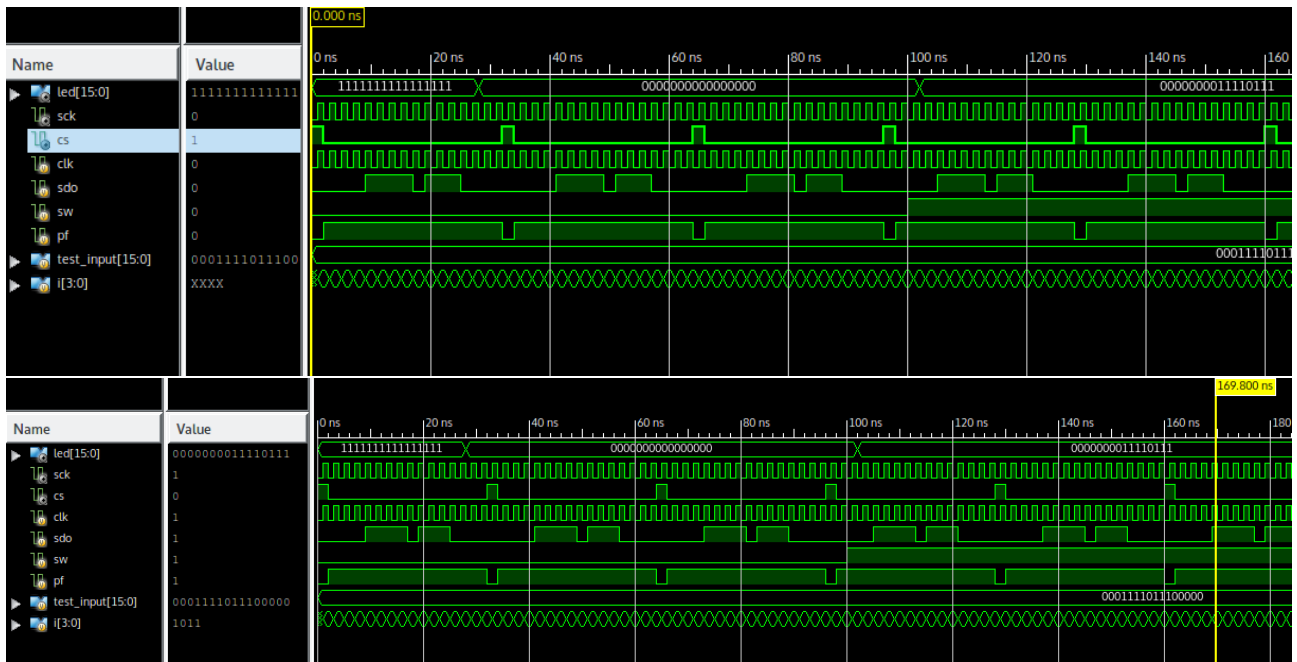 0.000 ns
Name Value 0 ns 20 ns 40 ns 60 ns 80 ns 100 ns 120 ns 140 ns 160
led[15:0] 1111111111111 1111111111111111 0000000000000000 0000000011110111
sck 0
cs 1
clk 0
sdo 0
sw 0
pf 0
test_input[15:0] 0001111011100 000111101111
i[3:0] XXXX
169.800 ns
Name Value 0 ns 20 ns 40 ns 60 ns 80 ns 100 ns 120 ns 140 ns 160 ns 180
led[15:0] 0000000011110111 1111111111111111 0000000000000000 0000000011110111
sck 1
cs 0
clk 1
sdo 1
sw 1
pf 1
test_input[15:0] 0001111011100000 0001111011100000
i[3:0] 1011